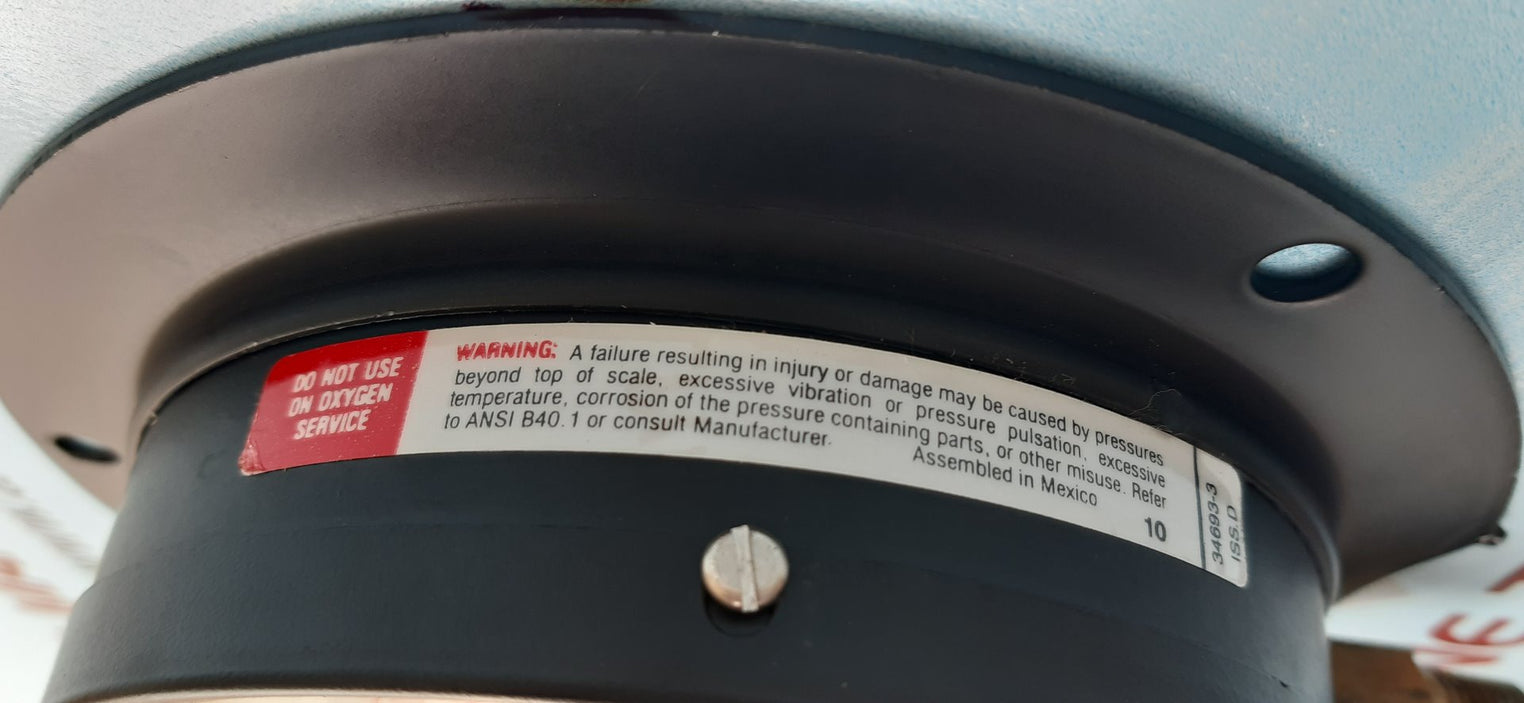 DO NOT USE
ON OXYGEN
SERVICE
WARNING: A failure resulting in injury or damage may be caused by pressures
beyond top of scale, excessive vibration or pressure pulsation, excessive
temperature, corrosion of the pressure containing parts, or other misuse. Refer
to ANSI B40.1 or consult Manufacturer.
Assembled in Mexico
10
34693-3
ISS.D